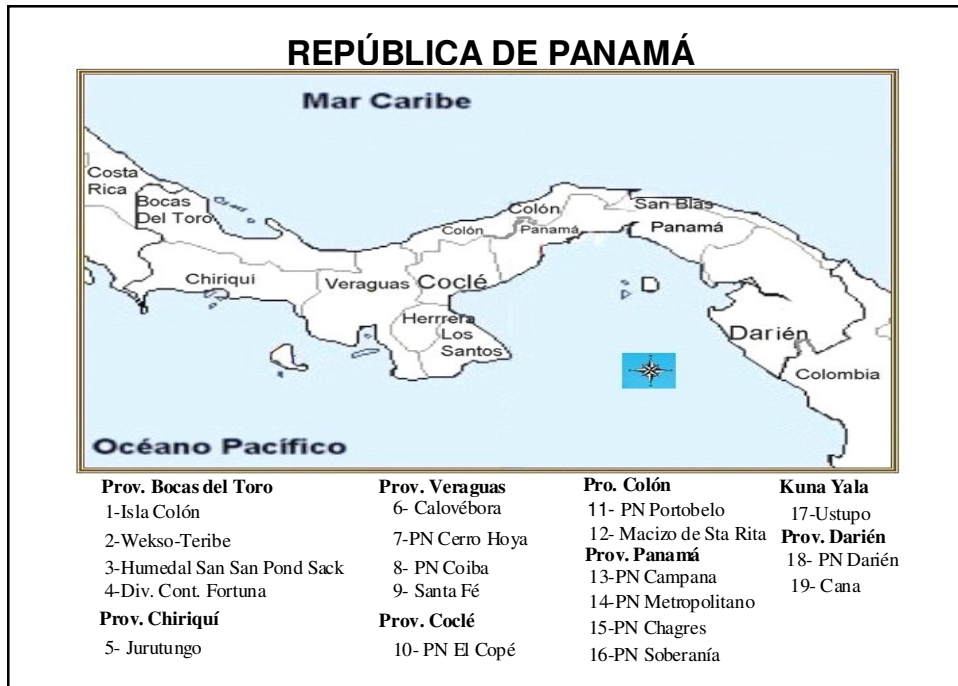 REPÚBLICA DE PANAMÁ
Mar Caribe
Costa
Rica
Bocas
Del Toro
Chiriquí
Veraguas
Colón
Coclé
Colón
Panamá
San Blas
Panamá
Herrrera
Los
Santos
Darién
Colombia
Océano Pacífico
Prov. Bocas del Toro
1-Isla Colón
2-Wekso-Teribe
3-Humedal San San Pond Sack
4-Div. Cont. Fortuna
Prov. Chiriquí
5- Jurutungo
Prov. Veraguas
6- Calovébora
7-PN Cerro Hoya
8- PN Coiba
9- Santa Fé
Prov. Coclé
10- PN El Copé
Pro. Colón
11- PN Portobelo
12- Macizo de Sta Rita
Prov. Panamá
13-PN Campana
14-PN Metropolitano
15-PN Chagres
16-PN Soberanía
Kuna Yala
17-Ustupo
Prov. Darién
18- PN Darién
19- Cana